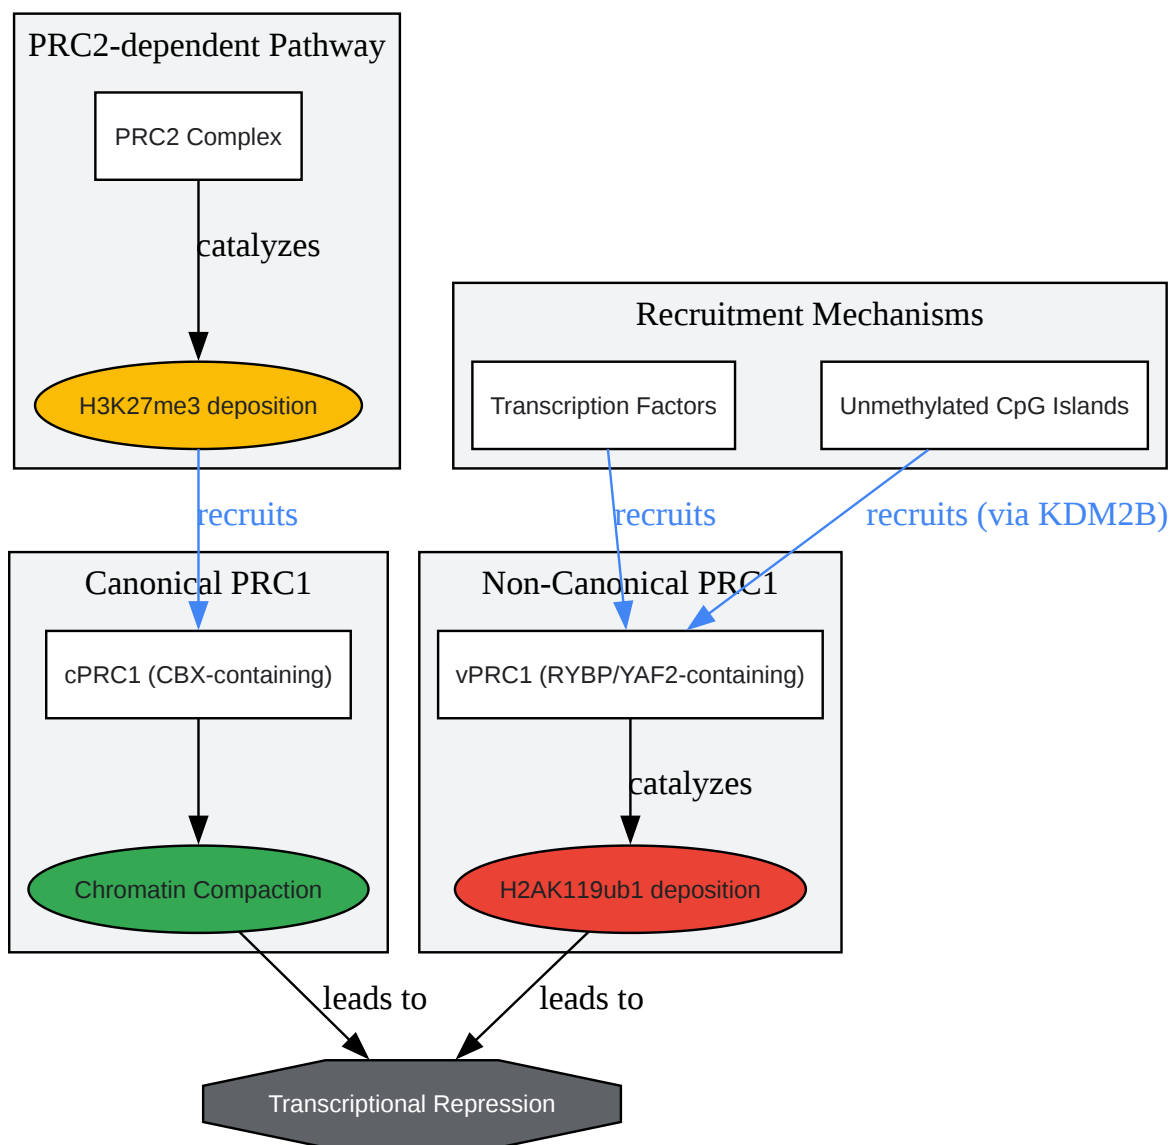 PRC2-dependent Pathway
PRC2 Complex
catalyzes
H3K27me3 deposition
recruits
Recruitment Mechanisms
Transcription Factors
Unmethylated CpG Islands
recruits
recruits (via KDM2B)
Canonical PRC1
cPRC1 (CBX-containing)
Chromatin Compaction
leads to
Non-Canonical PRC1
vPRC1 (RYBP/YAF2-containing)
catalyzes
H2AK119ub1 deposition
leads to
Transcriptional Repression